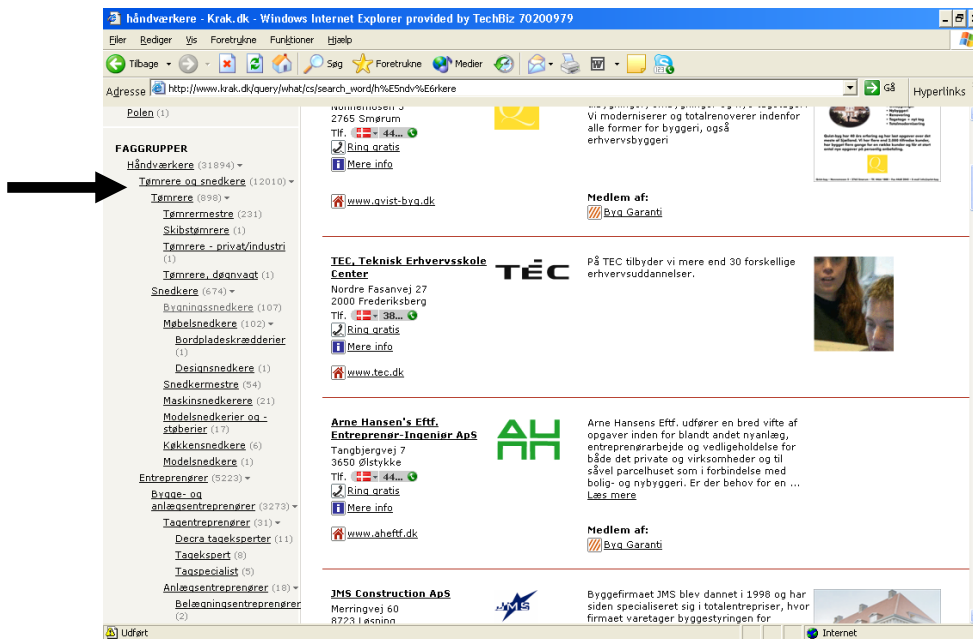 håndværkere - Krak.dk - Windows Internet Explorer provided by TechBiz 70200979
Filer Rediger Vis Foretrukne Funktioner Hjælp
Tilbage Søg Foretrukne Medier
Adresse http://www.krak.dk/query/what/cs/search_word/h%E5ndv%E6rkere Gå Hyperlinks
Polen (1)
FAGGRUPPER
Håndværkere (31894)
Tømrere og snedkere (12010)
Tømrere (898)
Tømrermestre (231)
Skibstømrere (1)
Tømrere - privat/industri
(1)
Tømrere, døgnvagt (1)
Snedkere (674)
Bygningssnedkere (107)
Møbelsnedkere (102)
Bordpladeskrædderier
(1)
Designsnedkere (1)
Snedkermestre (54)
Maskinsnedkerere (21)
Modelsnedkerier og -
støberier (17)
Køkkensnedkere (6)
Modelsnedkere (1)
Entreprenører (5223)
Bygge- og
anlægsentreprenører (3273)
Tagentreprenører (31)
Decra tageksperter (11)
Tagekspert (8)
Tagspecialist (5)
Anlægsentreprenører (18)
Belægningsentreprenører
(2)
2765 Smørum
Tlf. 44...
Ring gratis
Mere info
www.qvist-byg.dk
Vi moderniserer og totalrenoverer indenfor
alle former for byggeri, også
erhvervsbyggeri
Medlem af:
Byg Garanti
TEC, Teknisk Erhvervsskole
Center
Nordre Fasanvej 27
2000 Frederiksberg
Tlf. 38...
Ring gratis
Mere info
www.tec.dk
TEC
På TEC tilbyder vi mere end 30 forskellige
erhvervsuddannelser.
Arne Hansen's Eftf.
Entreprenør-Ingeniør ApS
Tangbjergvej 7
3650 Ølstykke
Tlf. 44...
Ring gratis
Mere info
www.aheftf.dk
Arne Hansens Eftf. udfører en bred vifte af
opgaver inden for blandt andet nyanlæg,
entreprenørarbejde og vedligeholdelse for
både det private og virksomheder og til
såvel parcelhuset som i forbindelse med
bolig- og nybyggeri. Er der behov for en ...
Læs mere
Medlem af:
Byg Garanti
JMS Construction ApS
Merringvej 60
8723 Løsning
JMS
Byggefirmaet JMS blev dannet i 1998 og har
siden specialiseret sig i totalentrepriser, hvor
firmaet varetager byggestyringen for
Udført
Internet